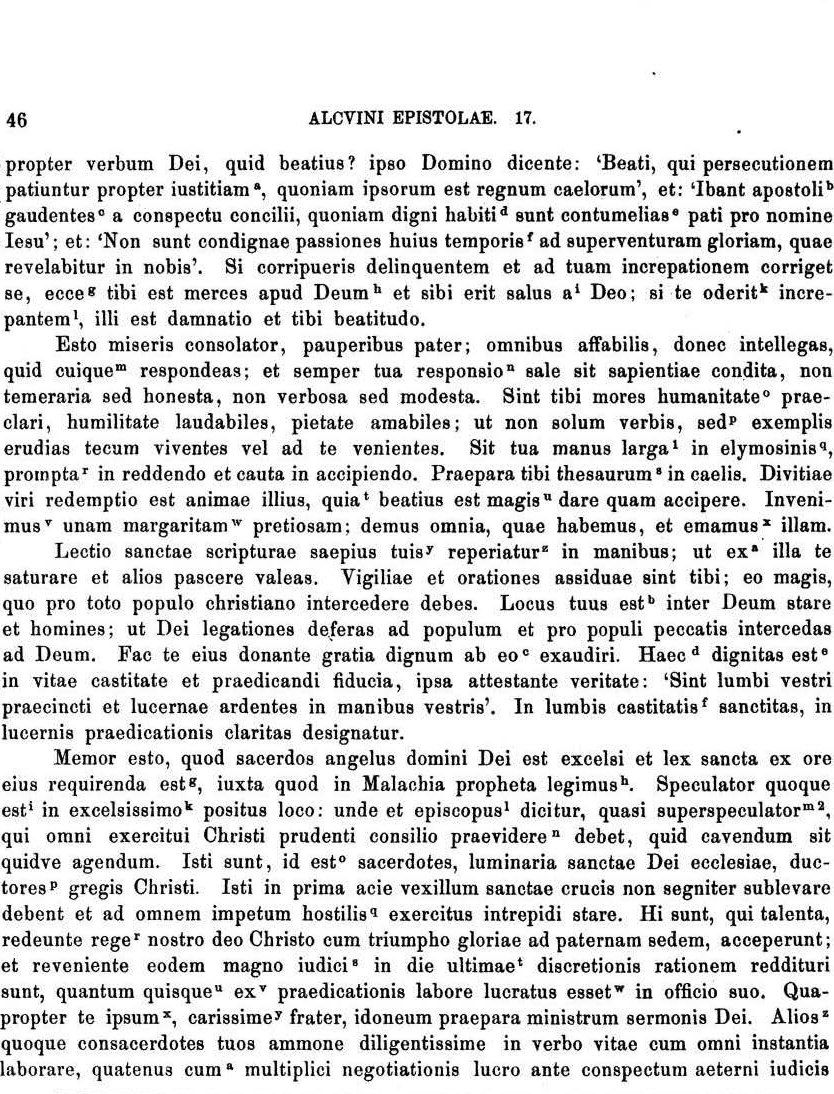 46 ALCVINI EPISTOLAE. 17.
propter verbum Dei, quid beatius? ipso Domino dicente: ‘Beati, qui persecutionem
patiuntur propter iustitiam ᵃ, quoniam ipsorum est regnum caelorum’, et: ‘Ibant apostoli ᵇ
gaudentes ᶜ a conspectu concilii, quoniam digni habiti ᵈ sunt contumelias ᵉ pati pro nomine
Iesu’; et: ‘Non sunt condignae passiones huius temporis ᶠ ad superventuram gloriam, quae
revelabitur in nobis’. Si corripueris delinquentem et ad tuam increpationem corriget
se, ecce ᵍ tibi est merces apud Deum ʰ et sibi erit salus a ⁱ Deo; si te oderit ᵏ incre-
pantem ˡ, illi est damnatio et tibi beatitudo.
Esto miseris consolator, pauperibus pater; omnibus affabilis, donec intellegas,
quid cuique ᵐ respondeas; et semper tua responsio ⁿ sale sit sapientiae condita, non
temeraria sed honesta, non verbosa sed modesta. Sint tibi mores humanitate ᵒ prae-
clari, humilitate laudabiles, pietate amabiles; ut non solum verbis, sed ᵖ exemplis
erudias tecum viventes vel ad te venientes. Sit tua manus larga ¹ in elymosinis q,
prompta ʳ in reddendo et cauta in accipiendo. Praepara tibi thesaurum ˢ in caelis. Divitiae
viri redemptio est animae illius, quia ᵗ beatius est magis ᵘ dare quam accipere. Inveni-
mus ᵛ unam margaritam ʷ pretiosam; demus omnia, quae habemus, et emamus ˣ illam.
Lectio sanctae scripturae saepius tuis ʸ reperiatur ᶻ in manibus; ut ex ᵃ illa te
saturare et alios pascere valeas. Vigiliae et orationes assiduae sint tibi; eo magis,
quo pro toto populo christiano intercedere debes. Locus tuus est ᵇ inter Deum stare
et homines; ut Dei legationes deferas ad populum et pro populi peccatis intercedas
ad Deum. Fac te eius donante gratia dignum ab eo ᶜ exaudiri. Haec ᵈ dignitas est ᵉ
in vitae castitate et praedicandi fiducia, ipsa attestante veritate: ‘Sint lumbi vestri
praecincti et lucernae ardentes in manibus vestris’. In lumbis castitatis ᶠ sanctitas, in
lucernis praedicationis claritas designatur.
Memor esto, quod sacerdos angelus domini Dei est excelsi et lex sancta ex ore
eius requirenda est ᵍ, iuxta quod in Malachia propheta legimus ʰ. Speculator quoque
est ⁱ in excelsissimo ᵏ positus loco: unde et episcopus ˡ dicitur, quasi superspeculator ᵐ ²,
qui omni exercitui Christi prudenti consilio praevidere ⁿ debet, quid cavendum sit
quidve agendum. Isti sunt, id est ᵒ sacerdotes, luminaria sanctae Dei ecclesiae, duc-
tores ᵖ gregis Christi. Isti in prima acie vexillum sanctae crucis non segniter sublevare
debent et ad omnem impetum hostilis q exercitus intrepidi stare. Hi sunt, qui talenta,
redeunte rege ʳ nostro deo Christo cum triumpho gloriae ad paternam sedem, acceperunt;
et reveniente eodem magno iudici ˢ in die ultimae ᵗ discretionis rationem reddituri
sunt, quantum quisque ᵘ ex ᵛ praedicationis labore lucratus esset ʷ in officio suo. Qua-
propter te ipsum ˣ, carissime ʸ frater, idoneum praepara ministrum sermonis Dei. Alios ᶻ
quoque consacerdotes tuos ammone diligentissime in verbo vitae cum omni instantia
laborare, quatenus cum ᵃ multiplici negotiationis lucro ante conspectum aeterni iudicis